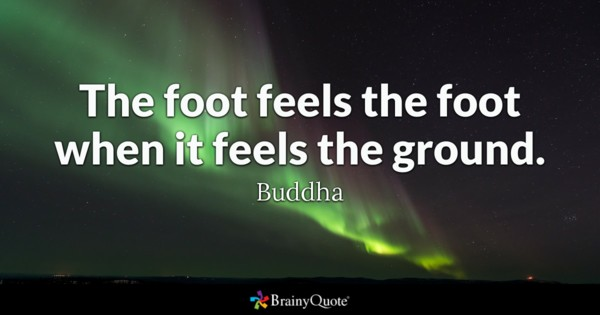 The foot feels the foot
when it feels the ground.
Buddha
BrainyQuote®